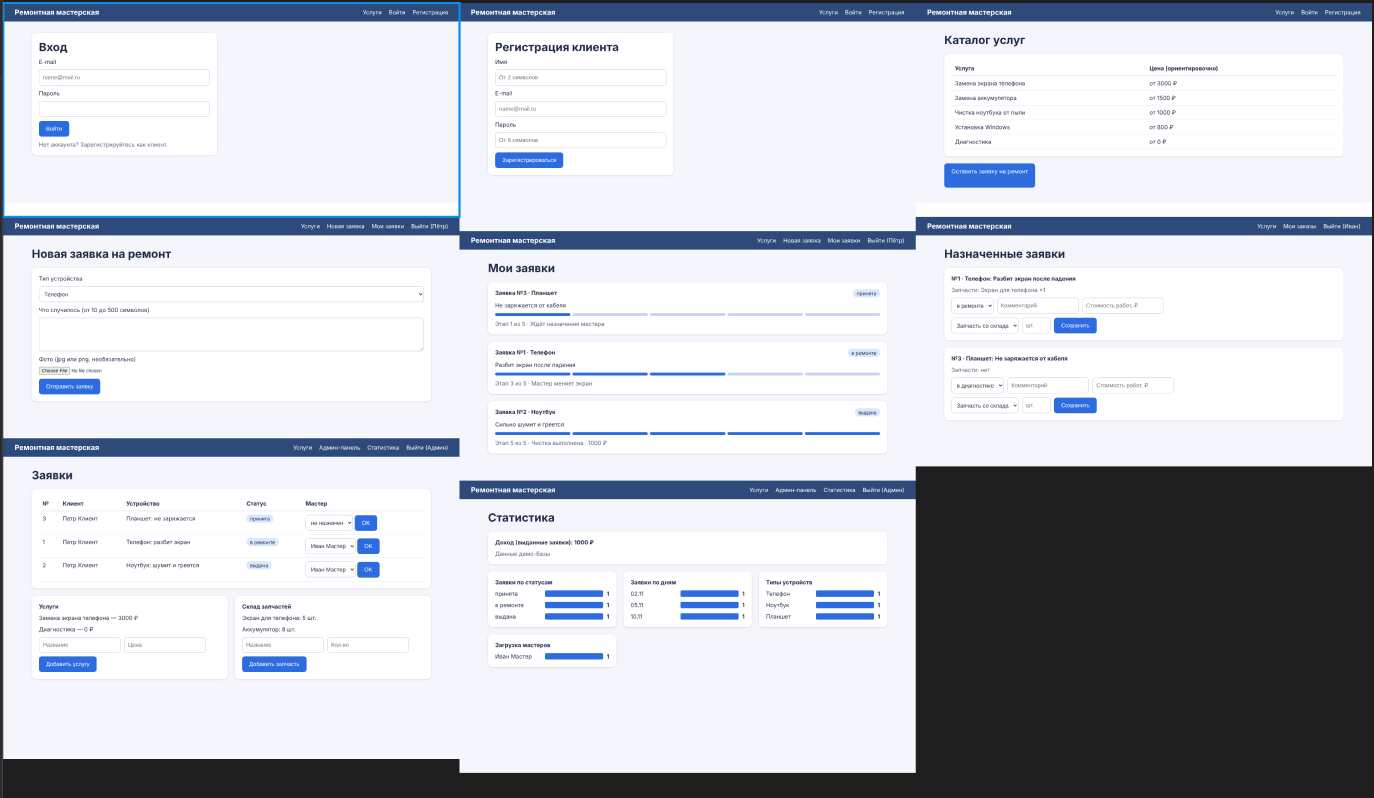 Ремонтная мастерская
Услуги Войти Регистрация
Вход
E-mail
name@mail.ru
Пароль
Войти
Нет аккаунта? Зарегистрируйтесь как клиент.
Ремонтная мастерская
Услуги Войти Регистрация
Регистрация клиента
Имя
От 2 символов
E-mail
name@mail.ru
Пароль
От 6 символов
Зарегистрироваться
Ремонтная мастерская
Услуги Войти Регистрация
Каталог услуг
Услуга Цена (ориентировочно)
Замена экрана телефона от 3000 ₽
Замена аккумулятора от 1500 ₽
Чистка ноутбука от пыли от 1000 ₽
Установка Windows от 800 ₽
Диагностика от 0 ₽
Оставить заявку на ремонт
Ремонтная мастерская
Услуги Новая заявка Мои заявки Выйти (Пётр)
Новая заявка на ремонт
Тип устройства
Телефон
Что случилось (от 10 до 500 символов)
Фото (jpg или png, необязательно)
Choose File No file chosen
Отправить заявку
Ремонтная мастерская
Услуги Новая заявка Мои заявки Выйти (Пётр)
Мои заявки
Заявка №3 · Планшет принята
Не заряжается от кабеля
Этап 1 из 5 · Ждёт назначения мастера
Заявка №1 · Телефон в ремонте
Разбит экран после падения
Этап 3 из 5 · Мастер меняет экран
Заявка №2 · Ноутбук выдача
Сильно шумит и греется
Этап 5 из 5 · Чистка выполнена · 1000 ₽
Ремонтная мастерская
Услуги Мои заказы Выйти (Иван)
Назначенные заявки
№1 · Телефон: Разбит экран после падения
Запчасти: Экран для телефона ×1
в ремонте Комментарий Стоимость работ, ₽
Запчасть со склада шт. Сохранить
№3 · Планшет: Не заряжается от кабеля
Запчасти: нет
в диагностике Комментарий Стоимость работ, ₽
Запчасть со склада шт. Сохранить
Ремонтная мастерская
Услуги Админ-панель Статистика Выйти (Админ)
Заявки
№ Клиент Устройство Статус Мастер
3 Петр Клиент Планшет: не заряжается принята не назначен ОК
1 Петр Клиент Телефон: разбит экран в ремонте Иван Мастер ОК
2 Петр Клиент Ноутбук: шумит и греется выдача Иван Мастер ОК
Услуги
Замена экрана телефона — 3000 ₽
Диагностика — 0 ₽
Название Цена
Добавить услугу
Склад запчастей
Экран для телефона: 5 шт.
Аккумулятор: 8 шт.
Название Кол-во
Добавить запчасть
Ремонтная мастерская
Услуги Админ-панель Статистика Выйти (Админ)
Статистика
Доход (выданные заявки): 1000 ₽
Данные демо-базы
Заявки по статусам
принята 1
в ремонте 1
выдача 1
Заявки по дням
02.11 1
05.11 1
10.11 1
Типы устройств
Телефон 1
Ноутбук 1
Планшет 1
Загрузка мастеров
Иван Мастер 1